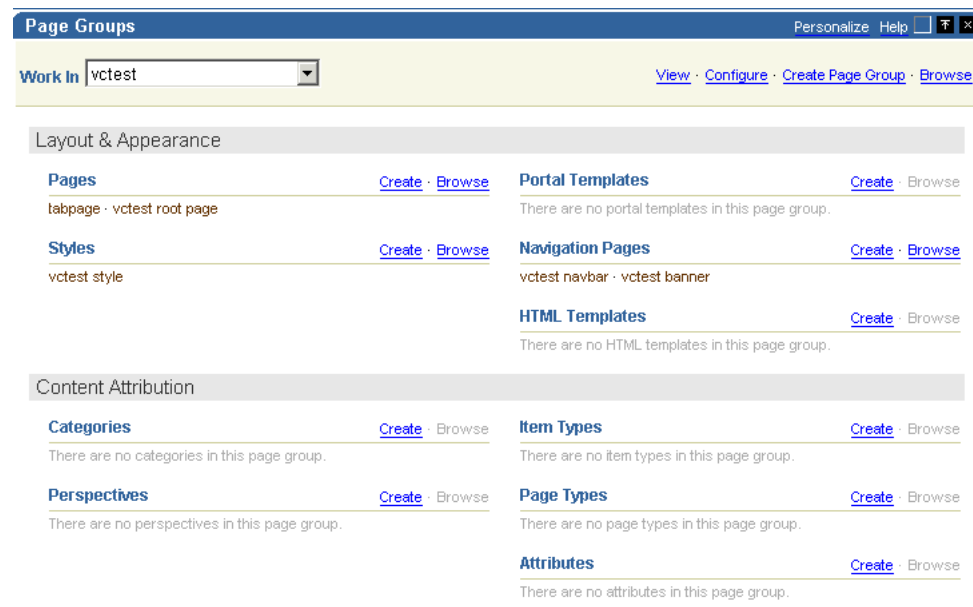 Page Groups Personalize Help
Work In vctest View · Configure · Create Page Group · Browse
Layout & Appearance
Pages Create · Browse
tabpage · vctest root page
Portal Templates Create · Browse
There are no portal templates in this page group.
Styles Create · Browse
vctest style
Navigation Pages Create · Browse
vctest navbar · vctest banner
HTML Templates Create · Browse
There are no HTML templates in this page group.
Content Attribution
Categories Create · Browse
There are no categories in this page group.
Item Types Create · Browse
There are no item types in this page group.
Perspectives Create · Browse
There are no perspectives in this page group.
Page Types Create · Browse
There are no page types in this page group.
Attributes Create · Browse
There are no attributes in this page group.